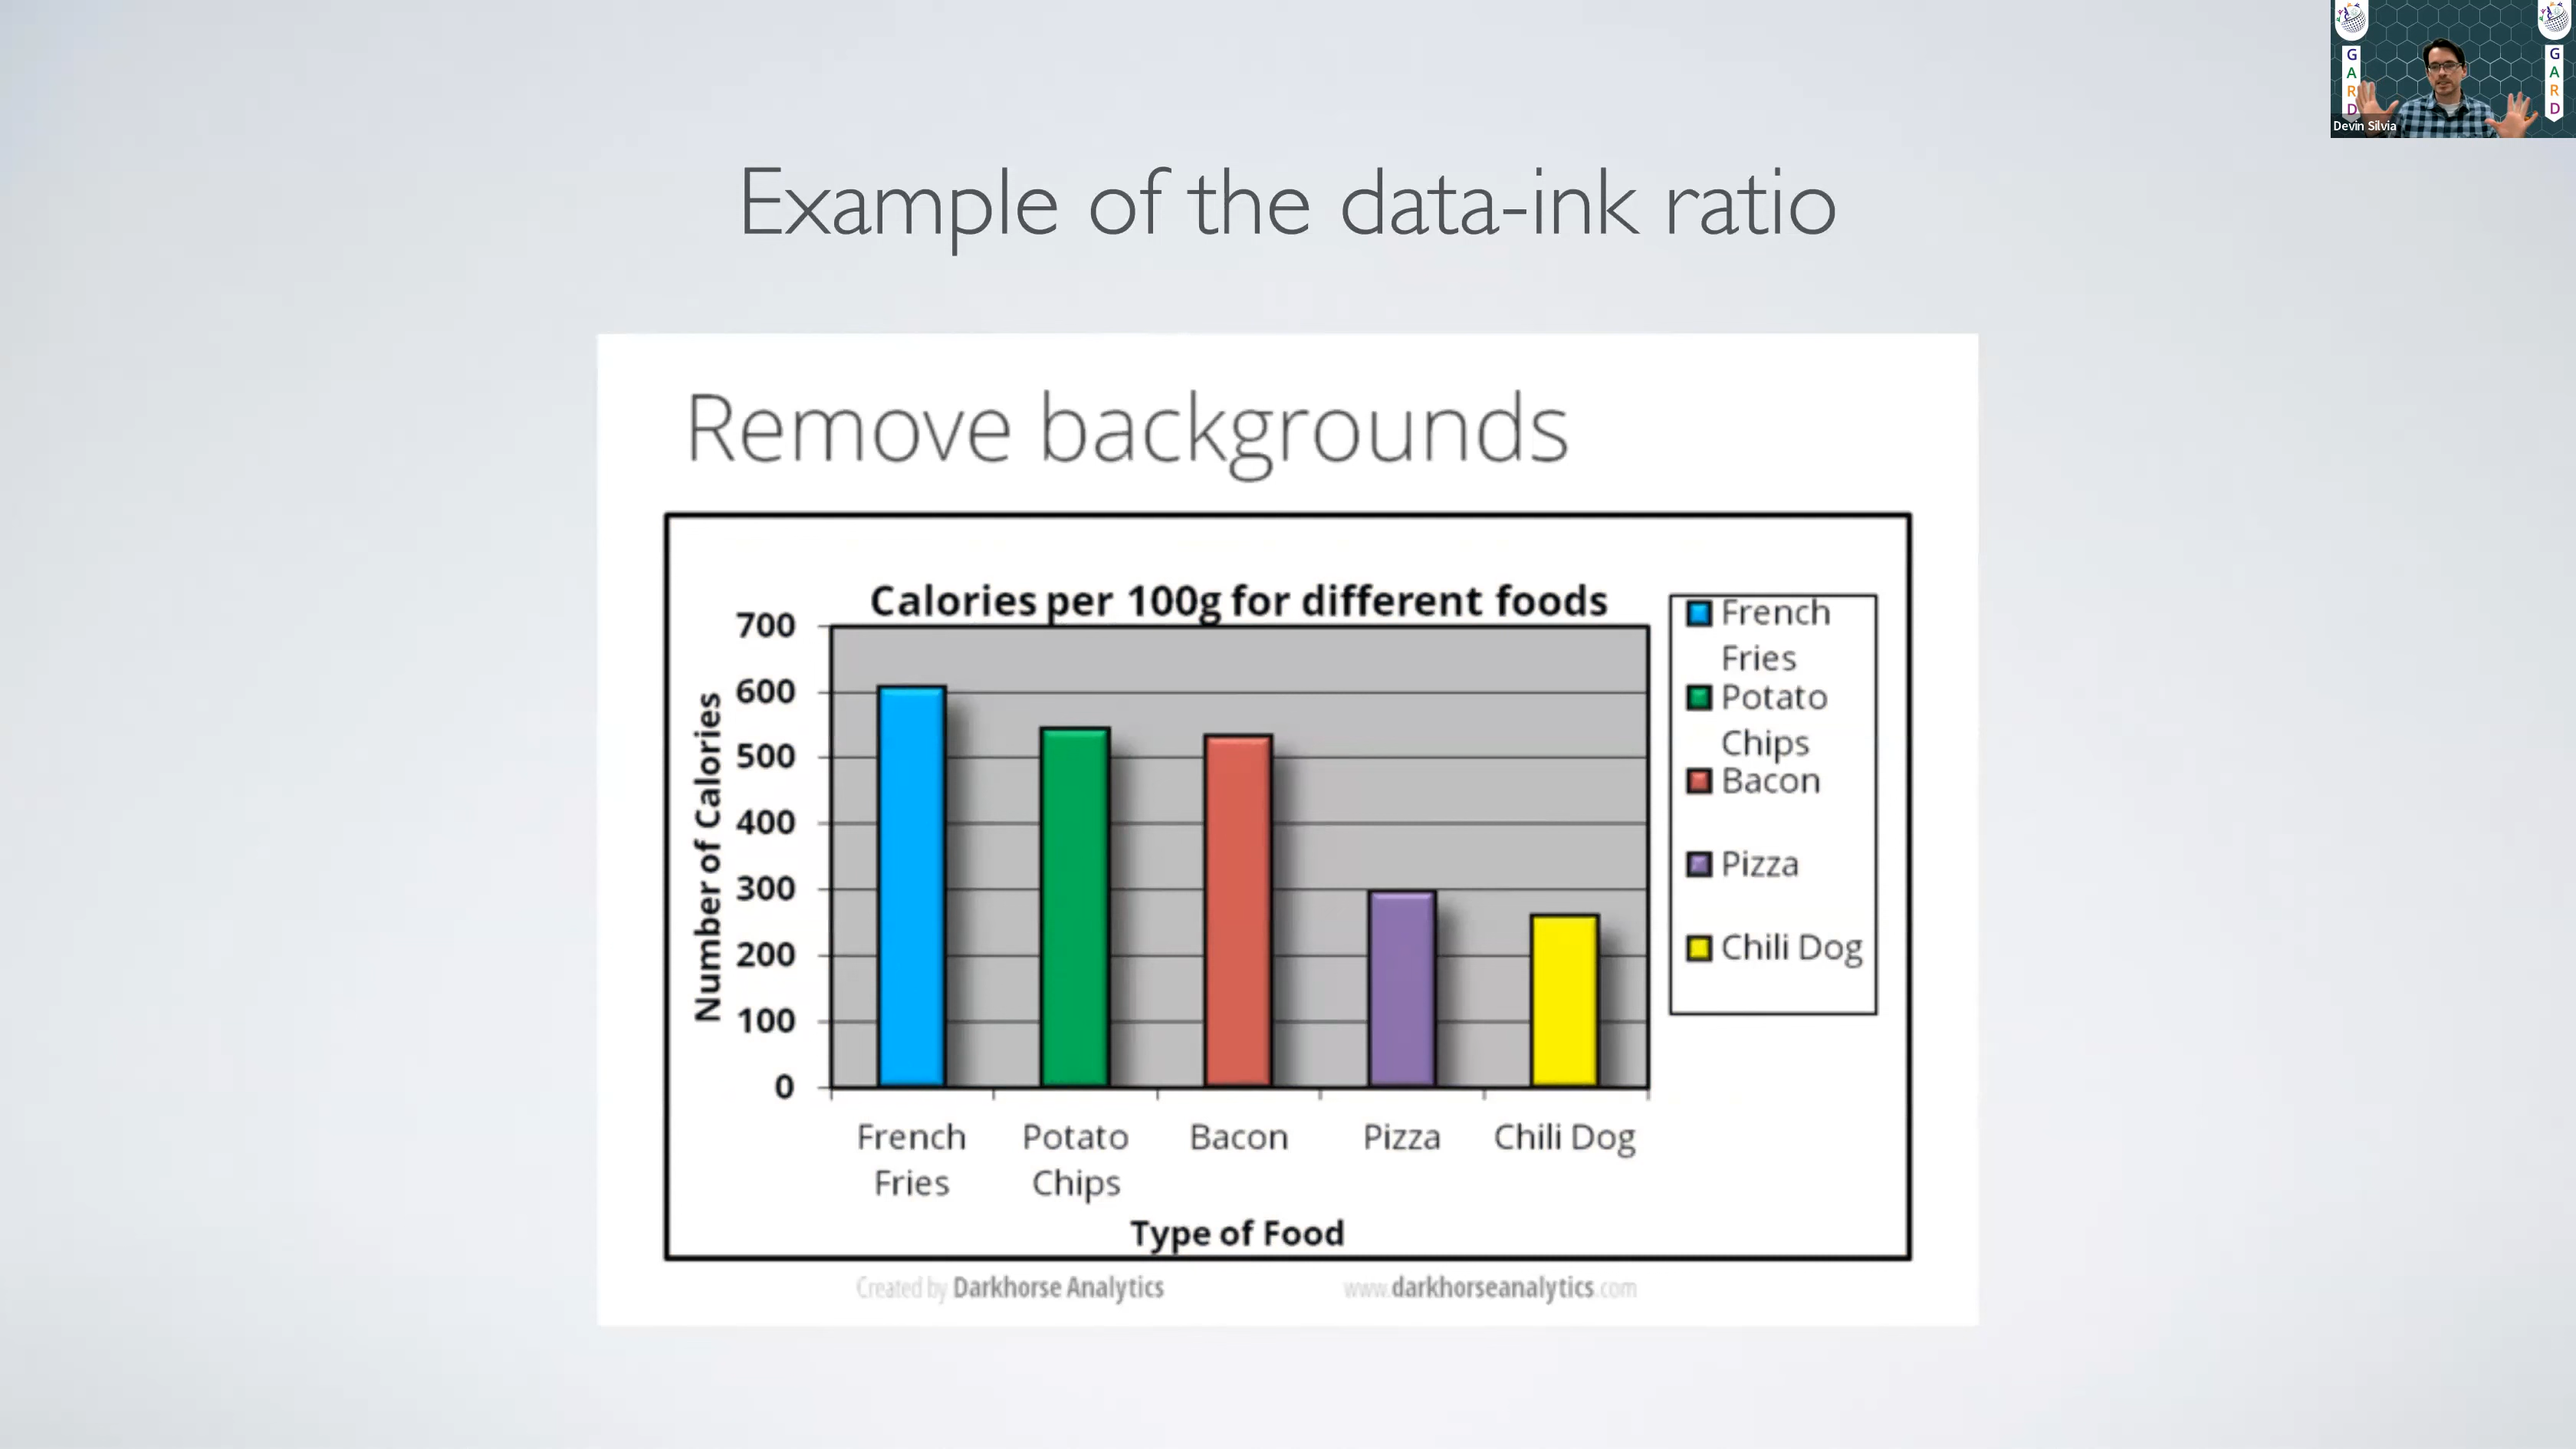 G
A
R
D
G
A
R
D
Devin Silvia
Example of the data-ink ratio
Remove backgrounds
Calories per 100g for different foods
Number of Calories
700
600
500
400
300
200
100
0
French
Fries
Potato
Chips
Bacon
Pizza
Chili Dog
French
Fries
Potato
Chips
Bacon
Pizza
Chili Dog
Type of Food
Created by Darkhorse Analytics
www.darkhorseanalytics.com